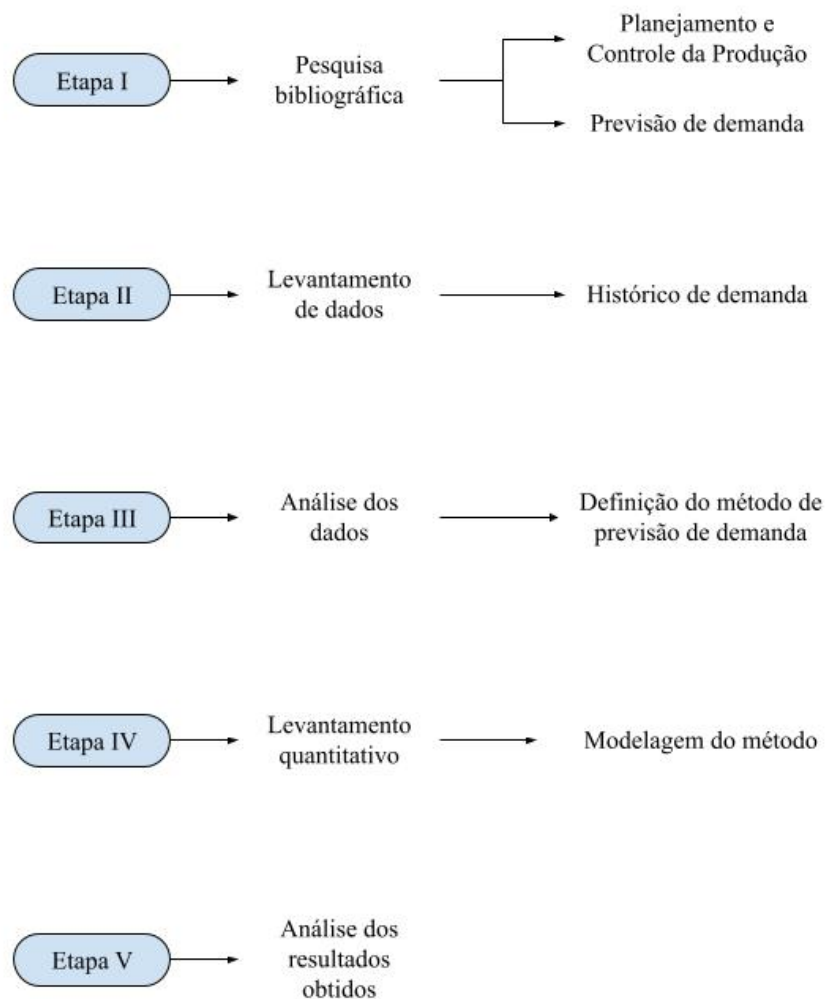 Etapa I
Pesquisa
bibliográfica
Planejamento e
Controle da Produção
Previsão de demanda
Etapa II
Levantamento
de dados
Histórico de demanda
Etapa III
Análise dos
dados
Definição do método de
previsão de demanda
Etapa IV
Levantamento
quantitativo
Modelagem do método
Etapa V
Análise dos
resultados
obtidos